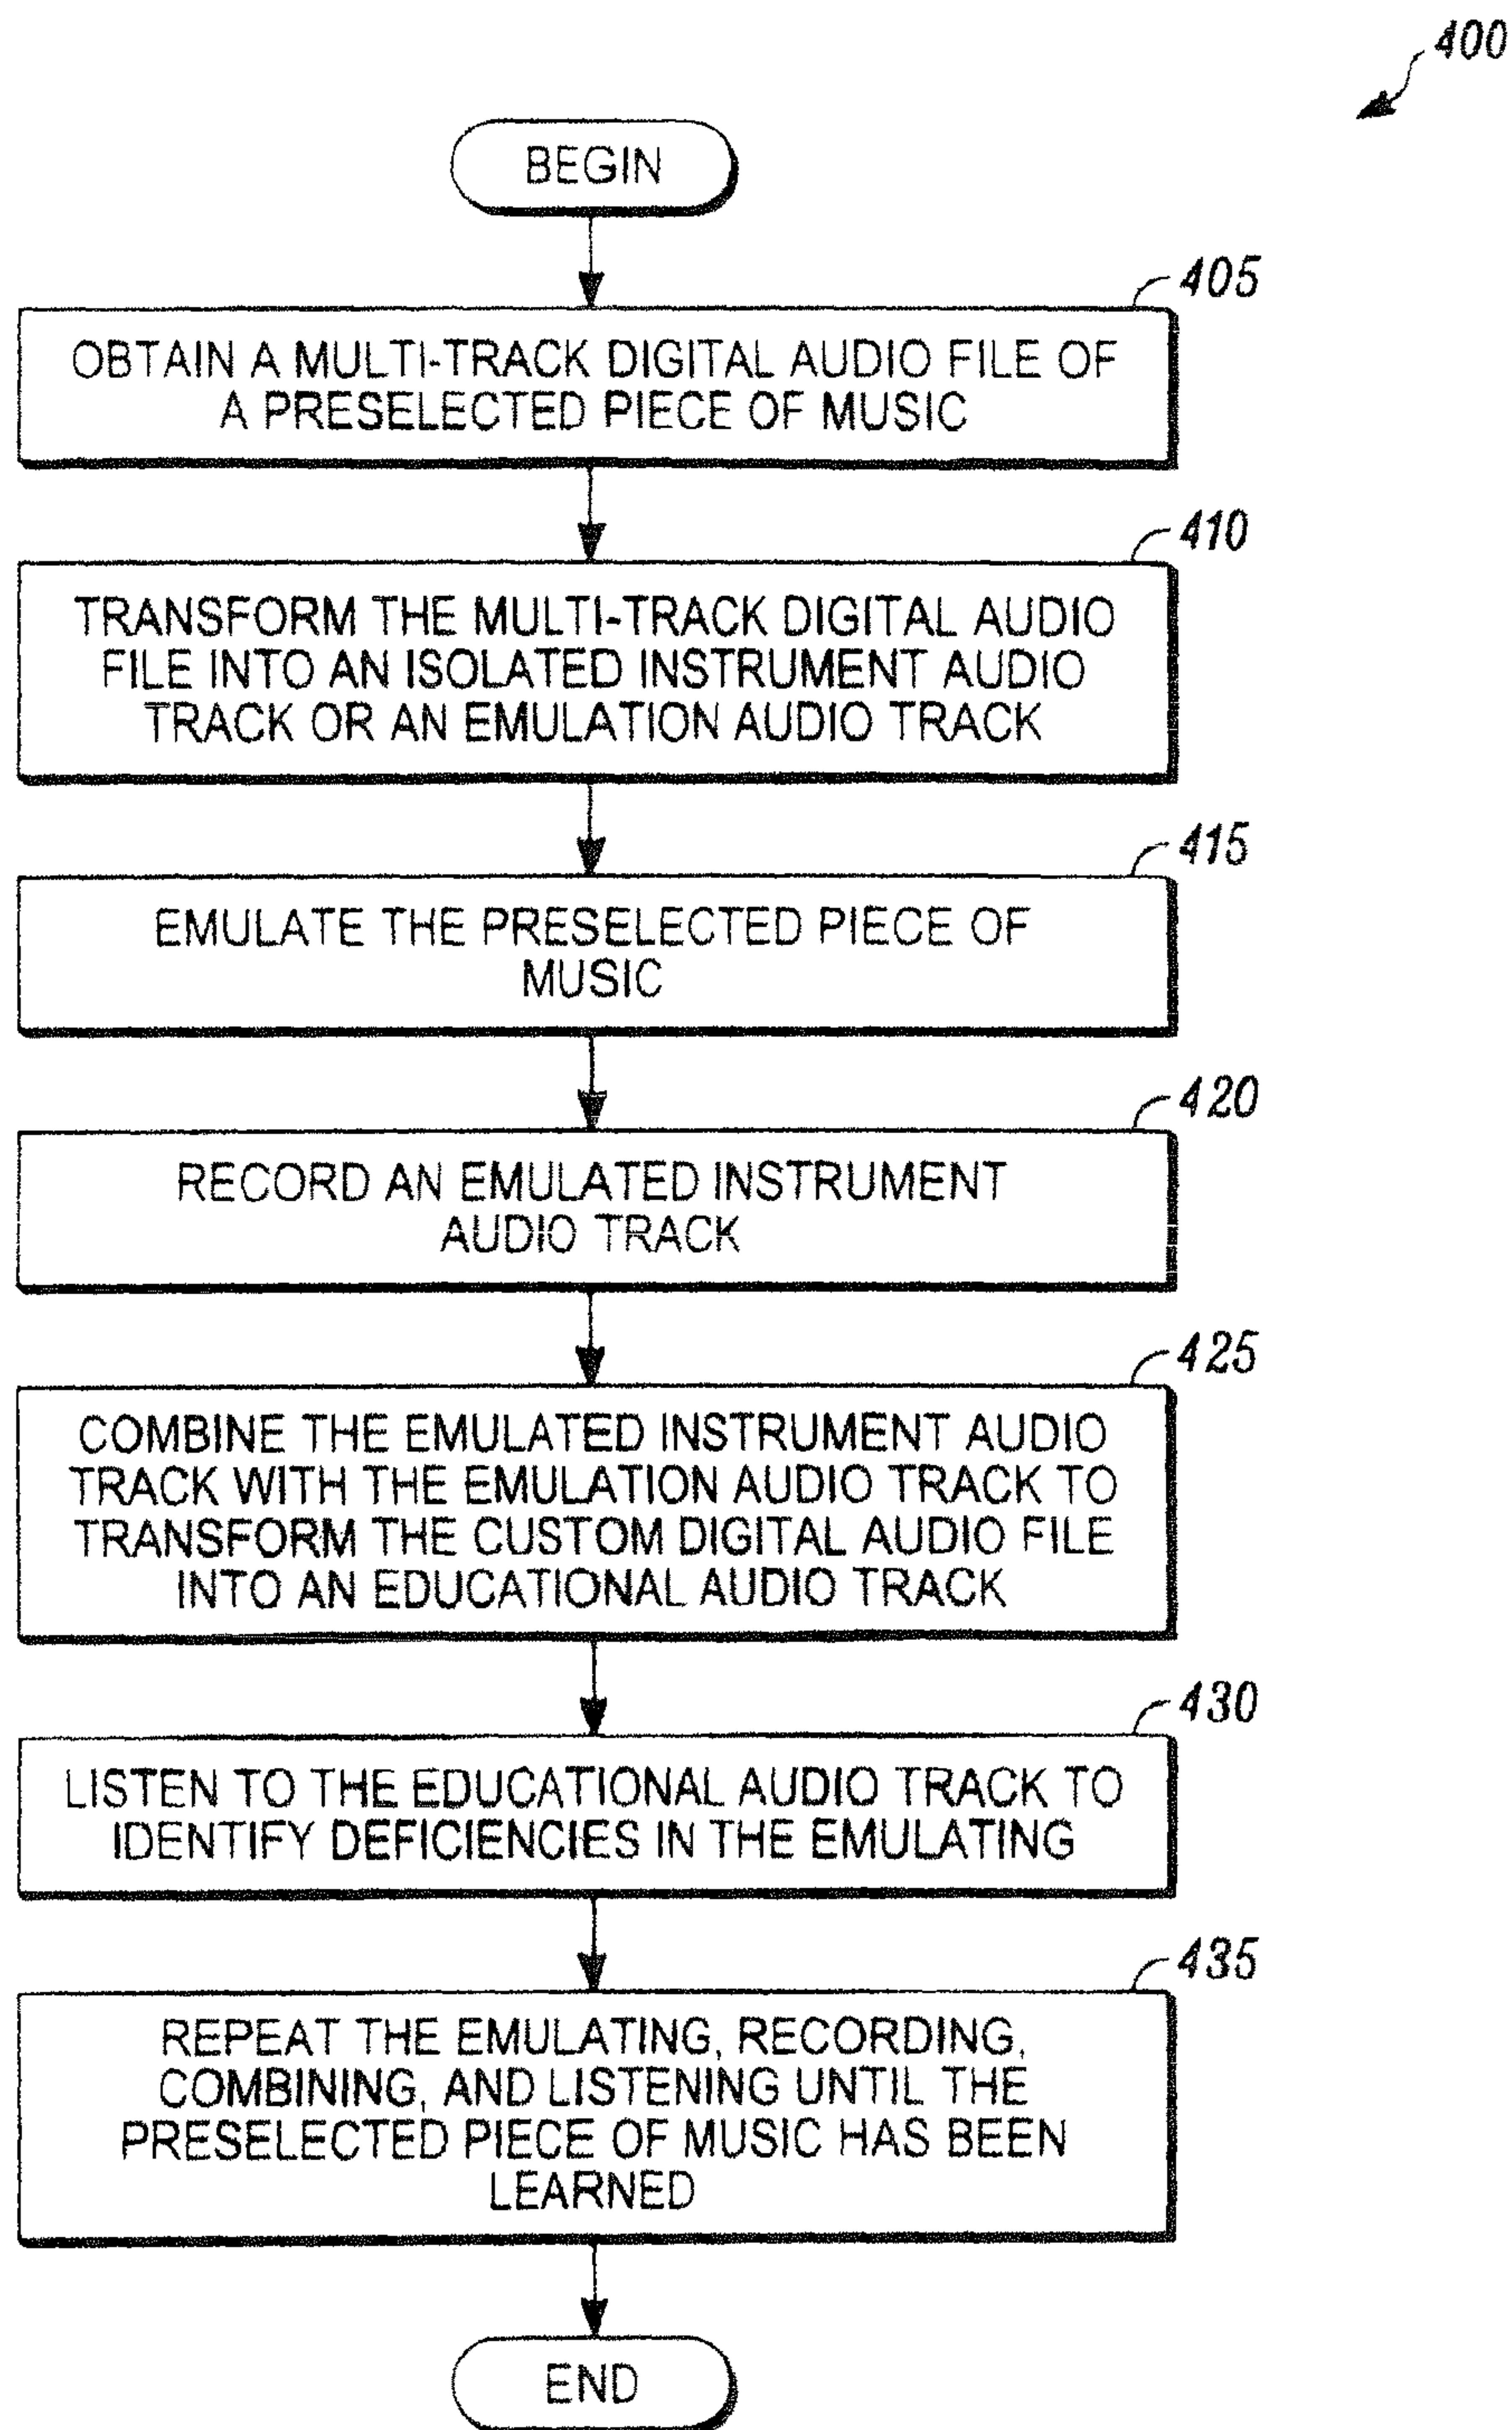 400
BEGIN
405
OBTAIN A MULTI-TRACK DIGITAL AUDIO FILE OF
A PRESELECTED PIECE OF MUSIC
410
TRANSFORM THE MULTI-TRACK DIGITAL AUDIO
FILE INTO AN ISOLATED INSTRUMENT AUDIO
TRACK OR AN EMULATION AUDIO TRACK
415
EMULATE THE PRESELECTED PIECE OF
MUSIC
420
RECORD AN EMULATED INSTRUMENT
AUDIO TRACK
425
COMBINE THE EMULATED INSTRUMENT AUDIO
TRACK WITH THE EMULATION AUDIO TRACK TO
TRANSFORM THE CUSTOM DIGITAL AUDIO FILE
INTO AN EDUCATIONAL AUDIO TRACK
430
LISTEN TO THE EDUCATIONAL AUDIO TRACK TO
IDENTIFY DEFICIENCIES IN THE EMULATING
435
REPEAT THE EMULATING, RECORDING,
COMBINING, AND LISTENING UNTIL THE
PRESELECTED PIECE OF MUSIC HAS BEEN
LEARNED
END